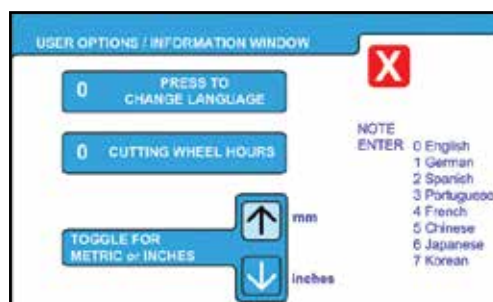 USER OPTIONS / INFORMATION WINDOW
X
0 PRESS TO
CHANGE LANGUAGE
0 CUTTING WHEEL HOURS
TOGGLE FOR
METRIC or INCHES
mm
inches
NOTE
ENTER 0 English
1 German
2 Spanish
3 Portuguese
4 French
5 Chinese
6 Japanese
7 Korean